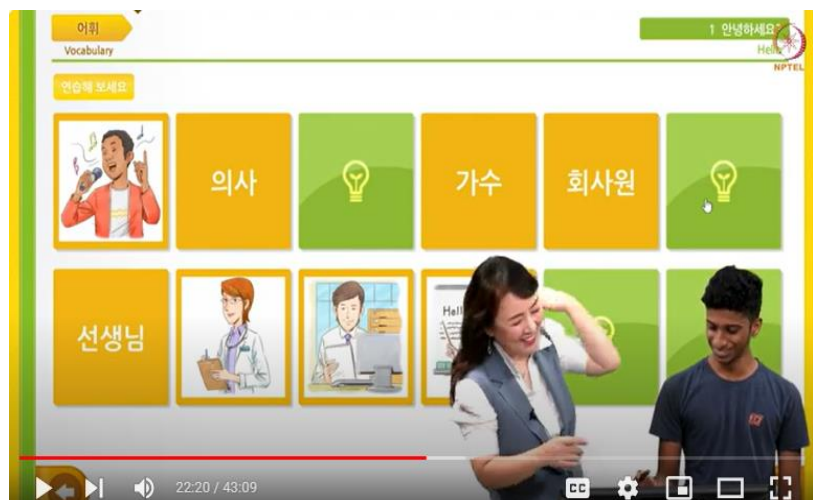 어휘
Vocabulary
1 안녕하세요
Hello
NPTEL
연습해 보세요
의사
가수
회사원
선생님
Hell
22:20 / 43:09
CC